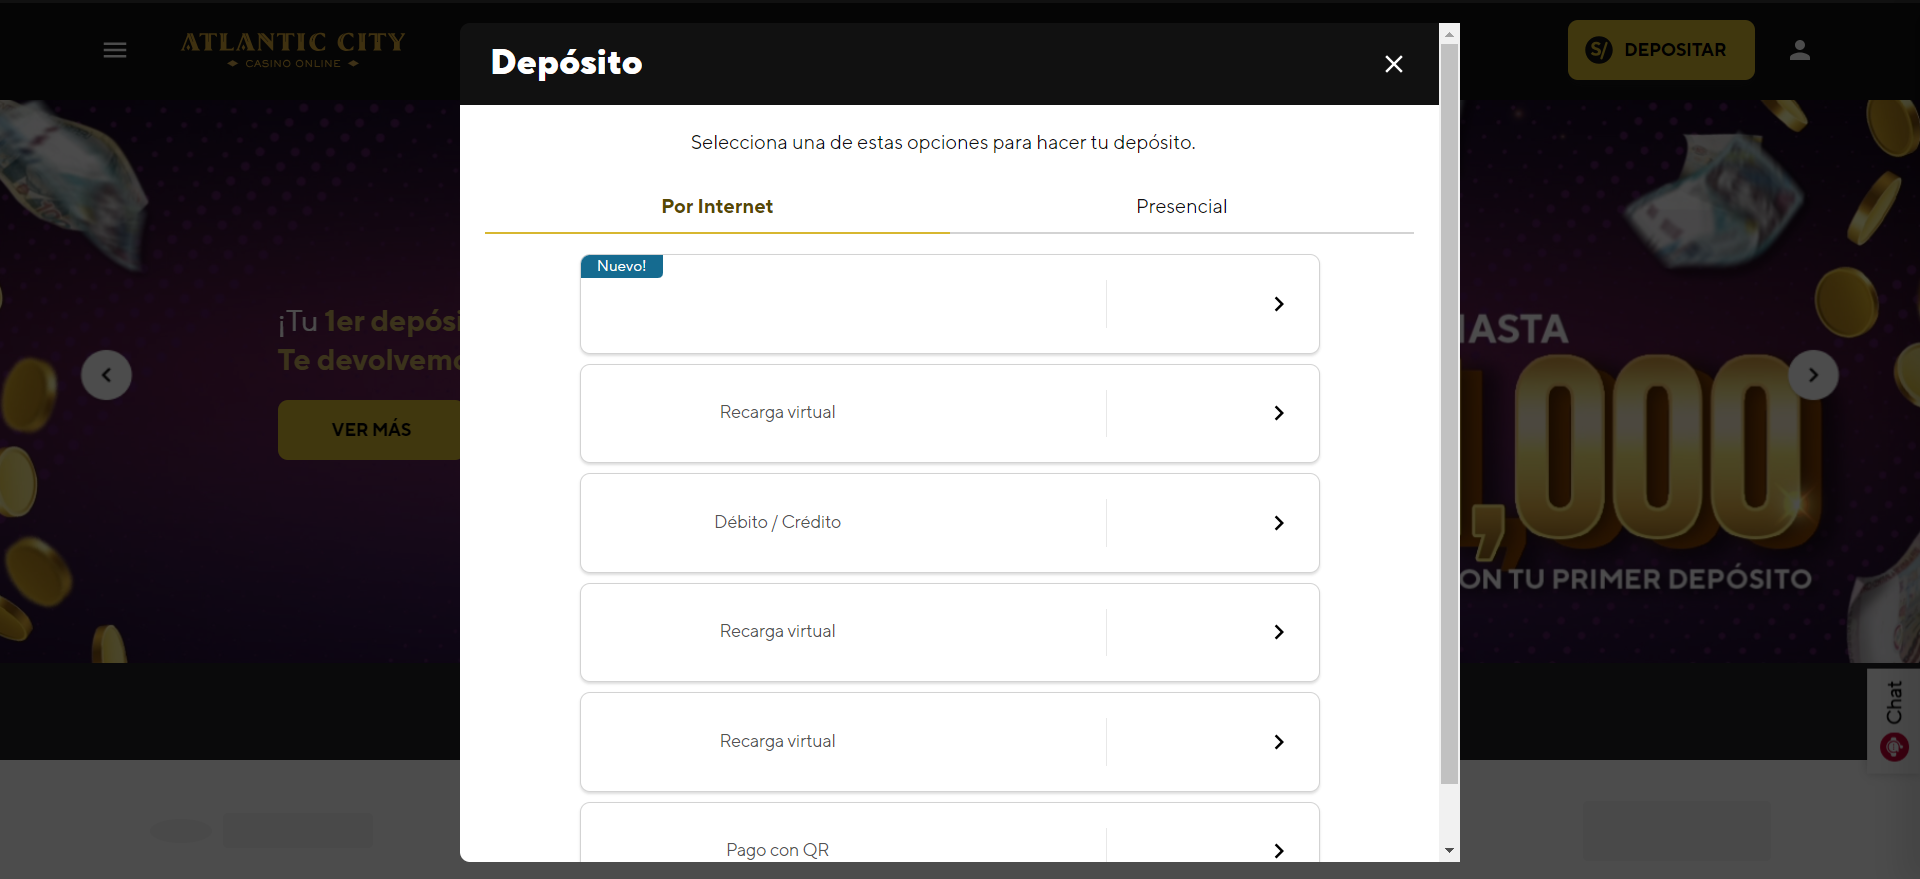 ATLANTIC CITY
CASINO ONLINE
S/ DEPOSITAR
Depósito
Selecciona una de estas opciones para hacer tu depósito.
Por Internet
Presencial
Nuevo!
Recarga virtual
Débito / Crédito
Recarga virtual
Recarga virtual
Pago con QR
¡Tu 1er depósi
Te devolvemo
VER MÁS
ASTA
,000
ON TU PRIMER DEPÓSITO
Chat